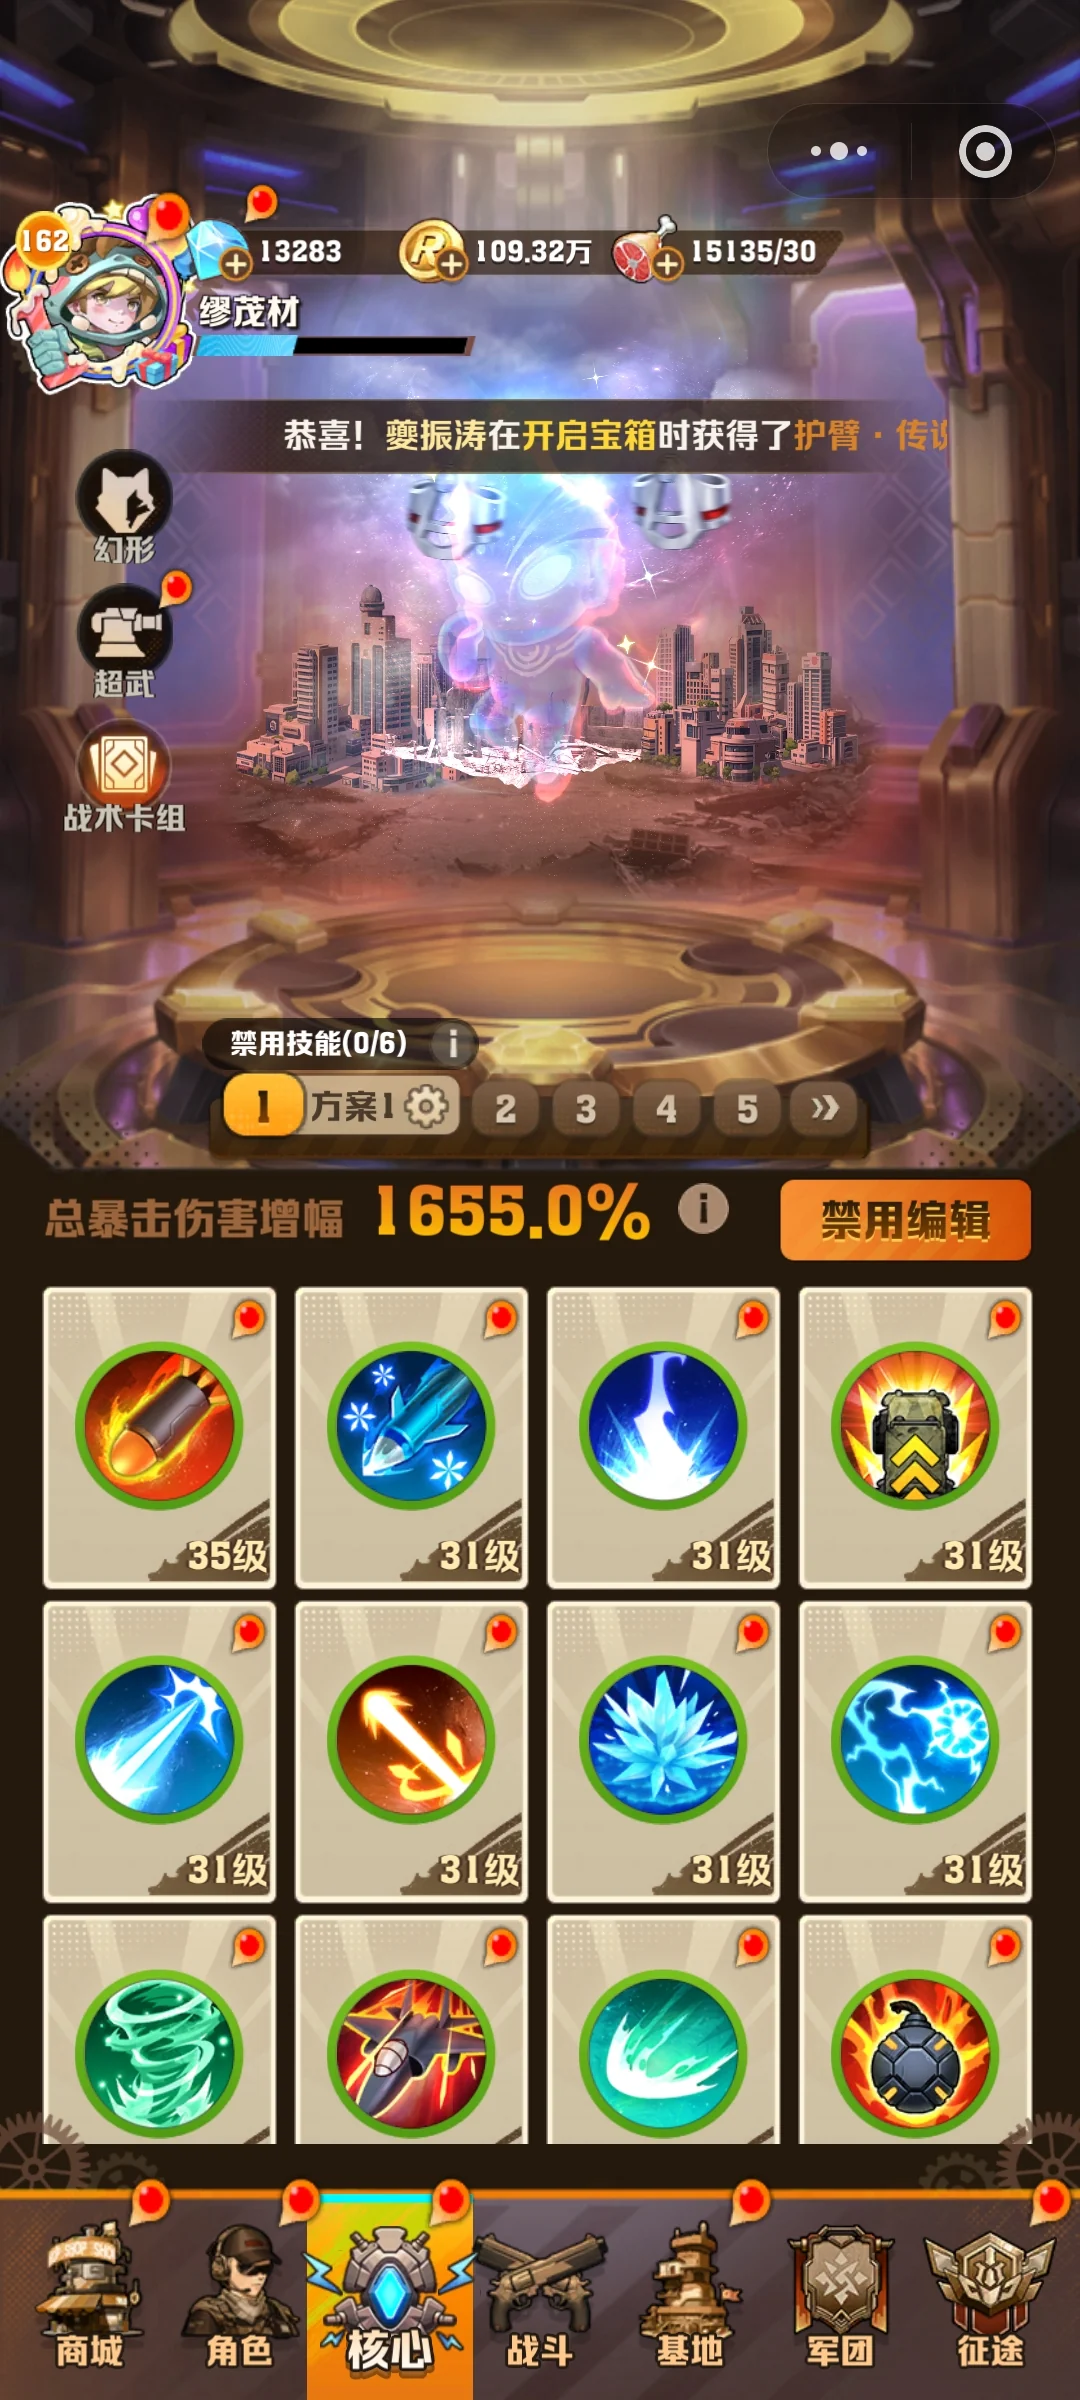 162
13283
109.32万
15135/30
缪茂材
恭喜！夔振涛在开启宝箱时获得了护臂·传说
幻形
超武
战术卡组
禁用技能(0/6) i
1 方案1 2 3 4 5 »
总暴击伤害增幅 1655.0% i
禁用编辑
35级 31级 31级 31级
31级 31级 31级 31级
商城 角色 核心 战斗 基地 军团 征途